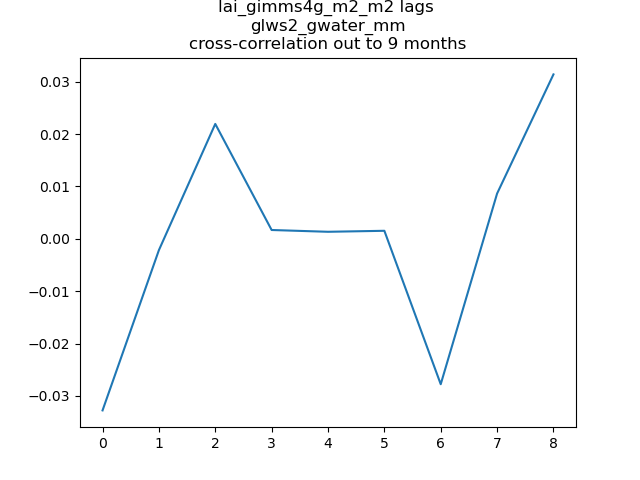 lai_gimms4g_m2_m2 lags
glws2_gwater_mm
cross-correlation out to 9 months
0.03
0.02
0.01
0.00
−0.01
−0.02
−0.03
0 1 2 3 4 5 6 7 8